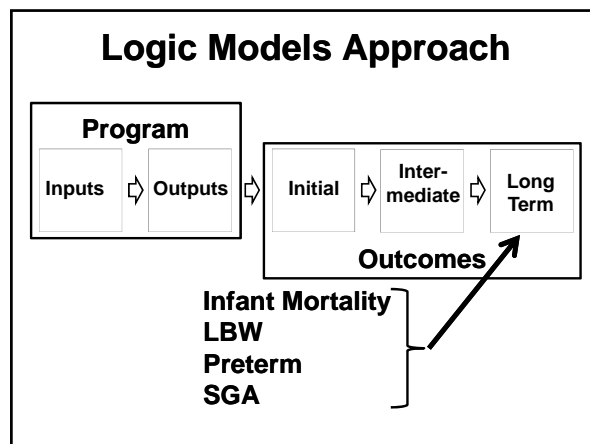 Logic Models Approach
Program
Inputs
Outputs
Initial
Inter-
mediate
Long
Term
Outcomes
Infant Mortality
LBW
Preterm
SGA